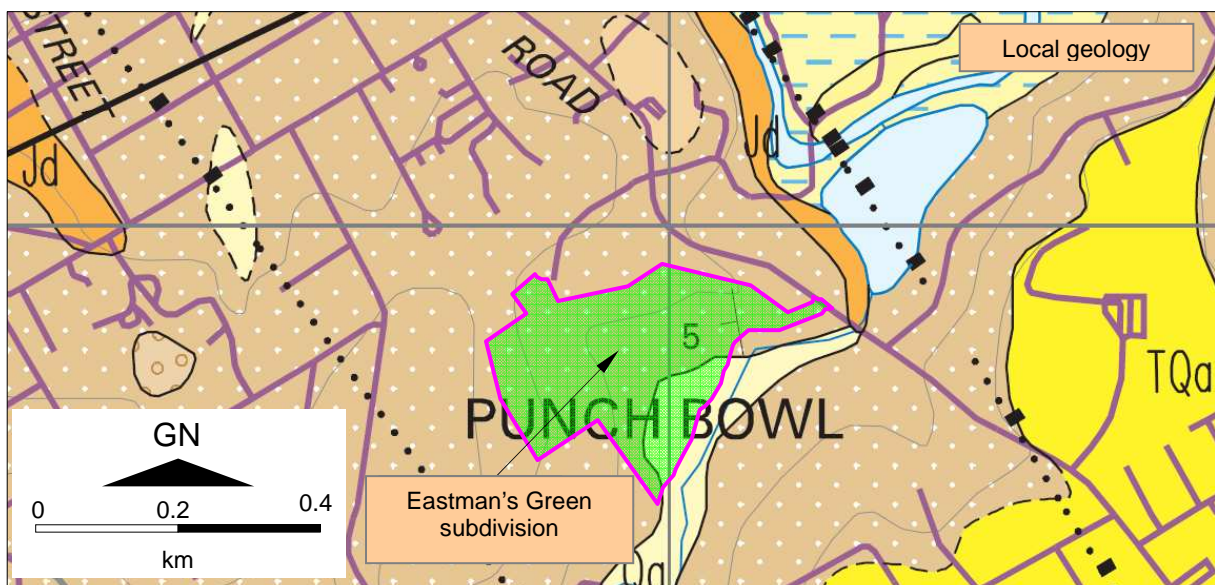 STREET
ROAD
Local geology
Jd
Jd
5
TQa
PUNCH BOWL
GN
0 0.2 0.4
km
Eastman's Green
subdivision